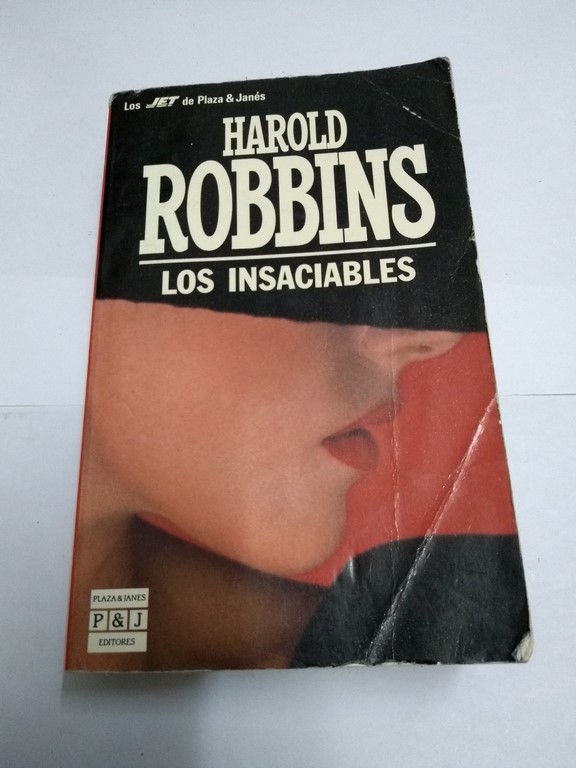 Los JET de Plaza & Janés
HAROLD
ROBBINS
LOS INSACIABLES
PLAZA & JANES
P & J
EDITORES